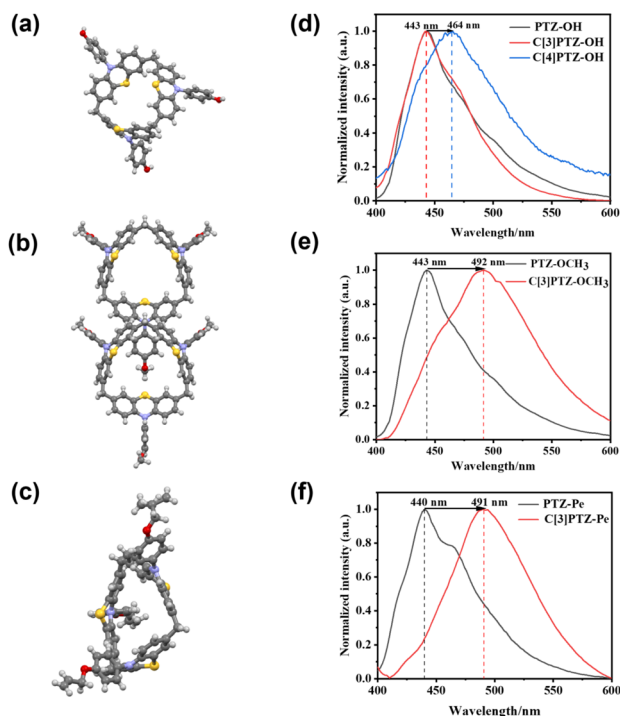 (a)
(b)
(c)
(d)
Normalized intensity (a.u.)
1.0
0.8
0.6
0.4
0.2
0.0
443 nm
464 nm
PTZ-OH
C[3]PTZ-OH
C[4]PTZ-OH
400 450 500 550 600
Wavelength/nm
(e)
Normalized intensity (a.u.)
1.0
0.8
0.6
0.4
0.2
0.0
443 nm
492 nm
PTZ-OCH₃
C[3]PTZ-OCH₃
400 450 500 550 600
Wavelength/nm
(f)
Normalized intensity (a.u.)
1.0
0.8
0.6
0.4
0.2
0.0
440 nm
491 nm
PTZ-Pe
C[3]PTZ-Pe
400 450 500 550 600
Wavelength/nm